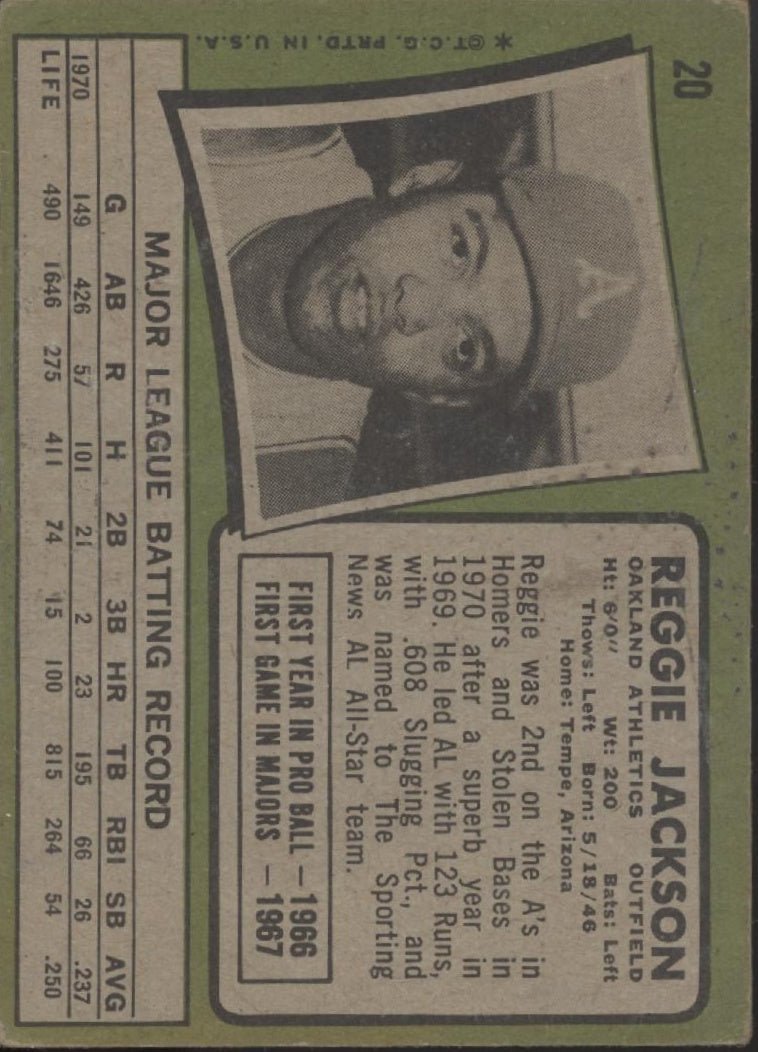 20
REGGIE JACKSON
OAKLAND ATHLETICS OUTFIELD
Ht: 6'0" Wt: 200 Bats: Left
Thows: Left Born: 5/18/46
Home: Tempe, Arizona
Reggie was 2nd on the A's in
Homers and Stolen Bases in
1970 after a superb year in
1969. He led AL with 123 Runs,
with .608 Slugging Pct., and
was named to The Sporting
News AL All-Star team.
FIRST YEAR IN PRO BALL — 1966
FIRST GAME IN MAJORS — 1967
A
*©T.C.G. PRTD. IN U.S.A.
MAJOR LEAGUE BATTING RECORD
G AB R H 2B 3B HR TB RBI SB AVG
1970 149 426 57 101 21 2 23 195 66 26 .237
LIFE 490 1646 275 411 74 15 100 815 264 54 .250